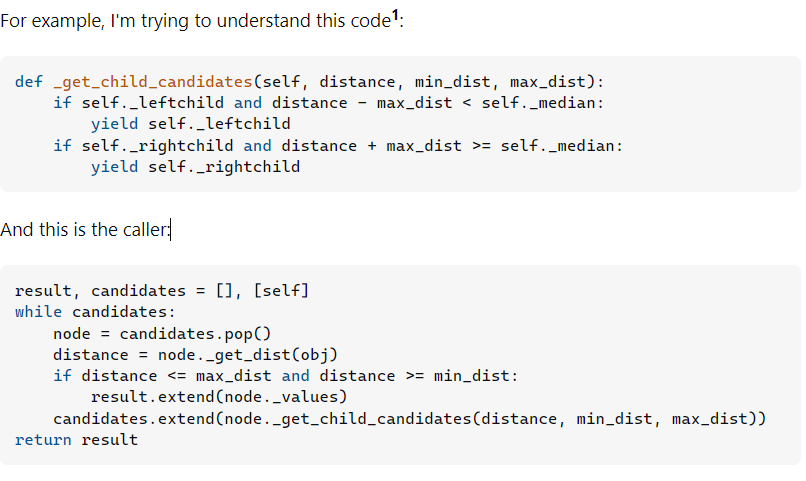 For example, I'm trying to understand this code1:
def _get_child_candidates(self, distance, min_dist, max_dist):
    if self._leftchild and distance - max_dist < self._median:
        yield self._leftchild
    if self._rightchild and distance + max_dist >= self._median:
        yield self._rightchild
And this is the caller:
result, candidates = [], [self]
while candidates:
    node = candidates.pop()
    distance = node._get_dist(obj)
    if distance <= max_dist and distance >= min_dist:
        result.extend(node._values)
    candidates.extend(node._get_child_candidates(distance, min_dist, max_dist))
return result